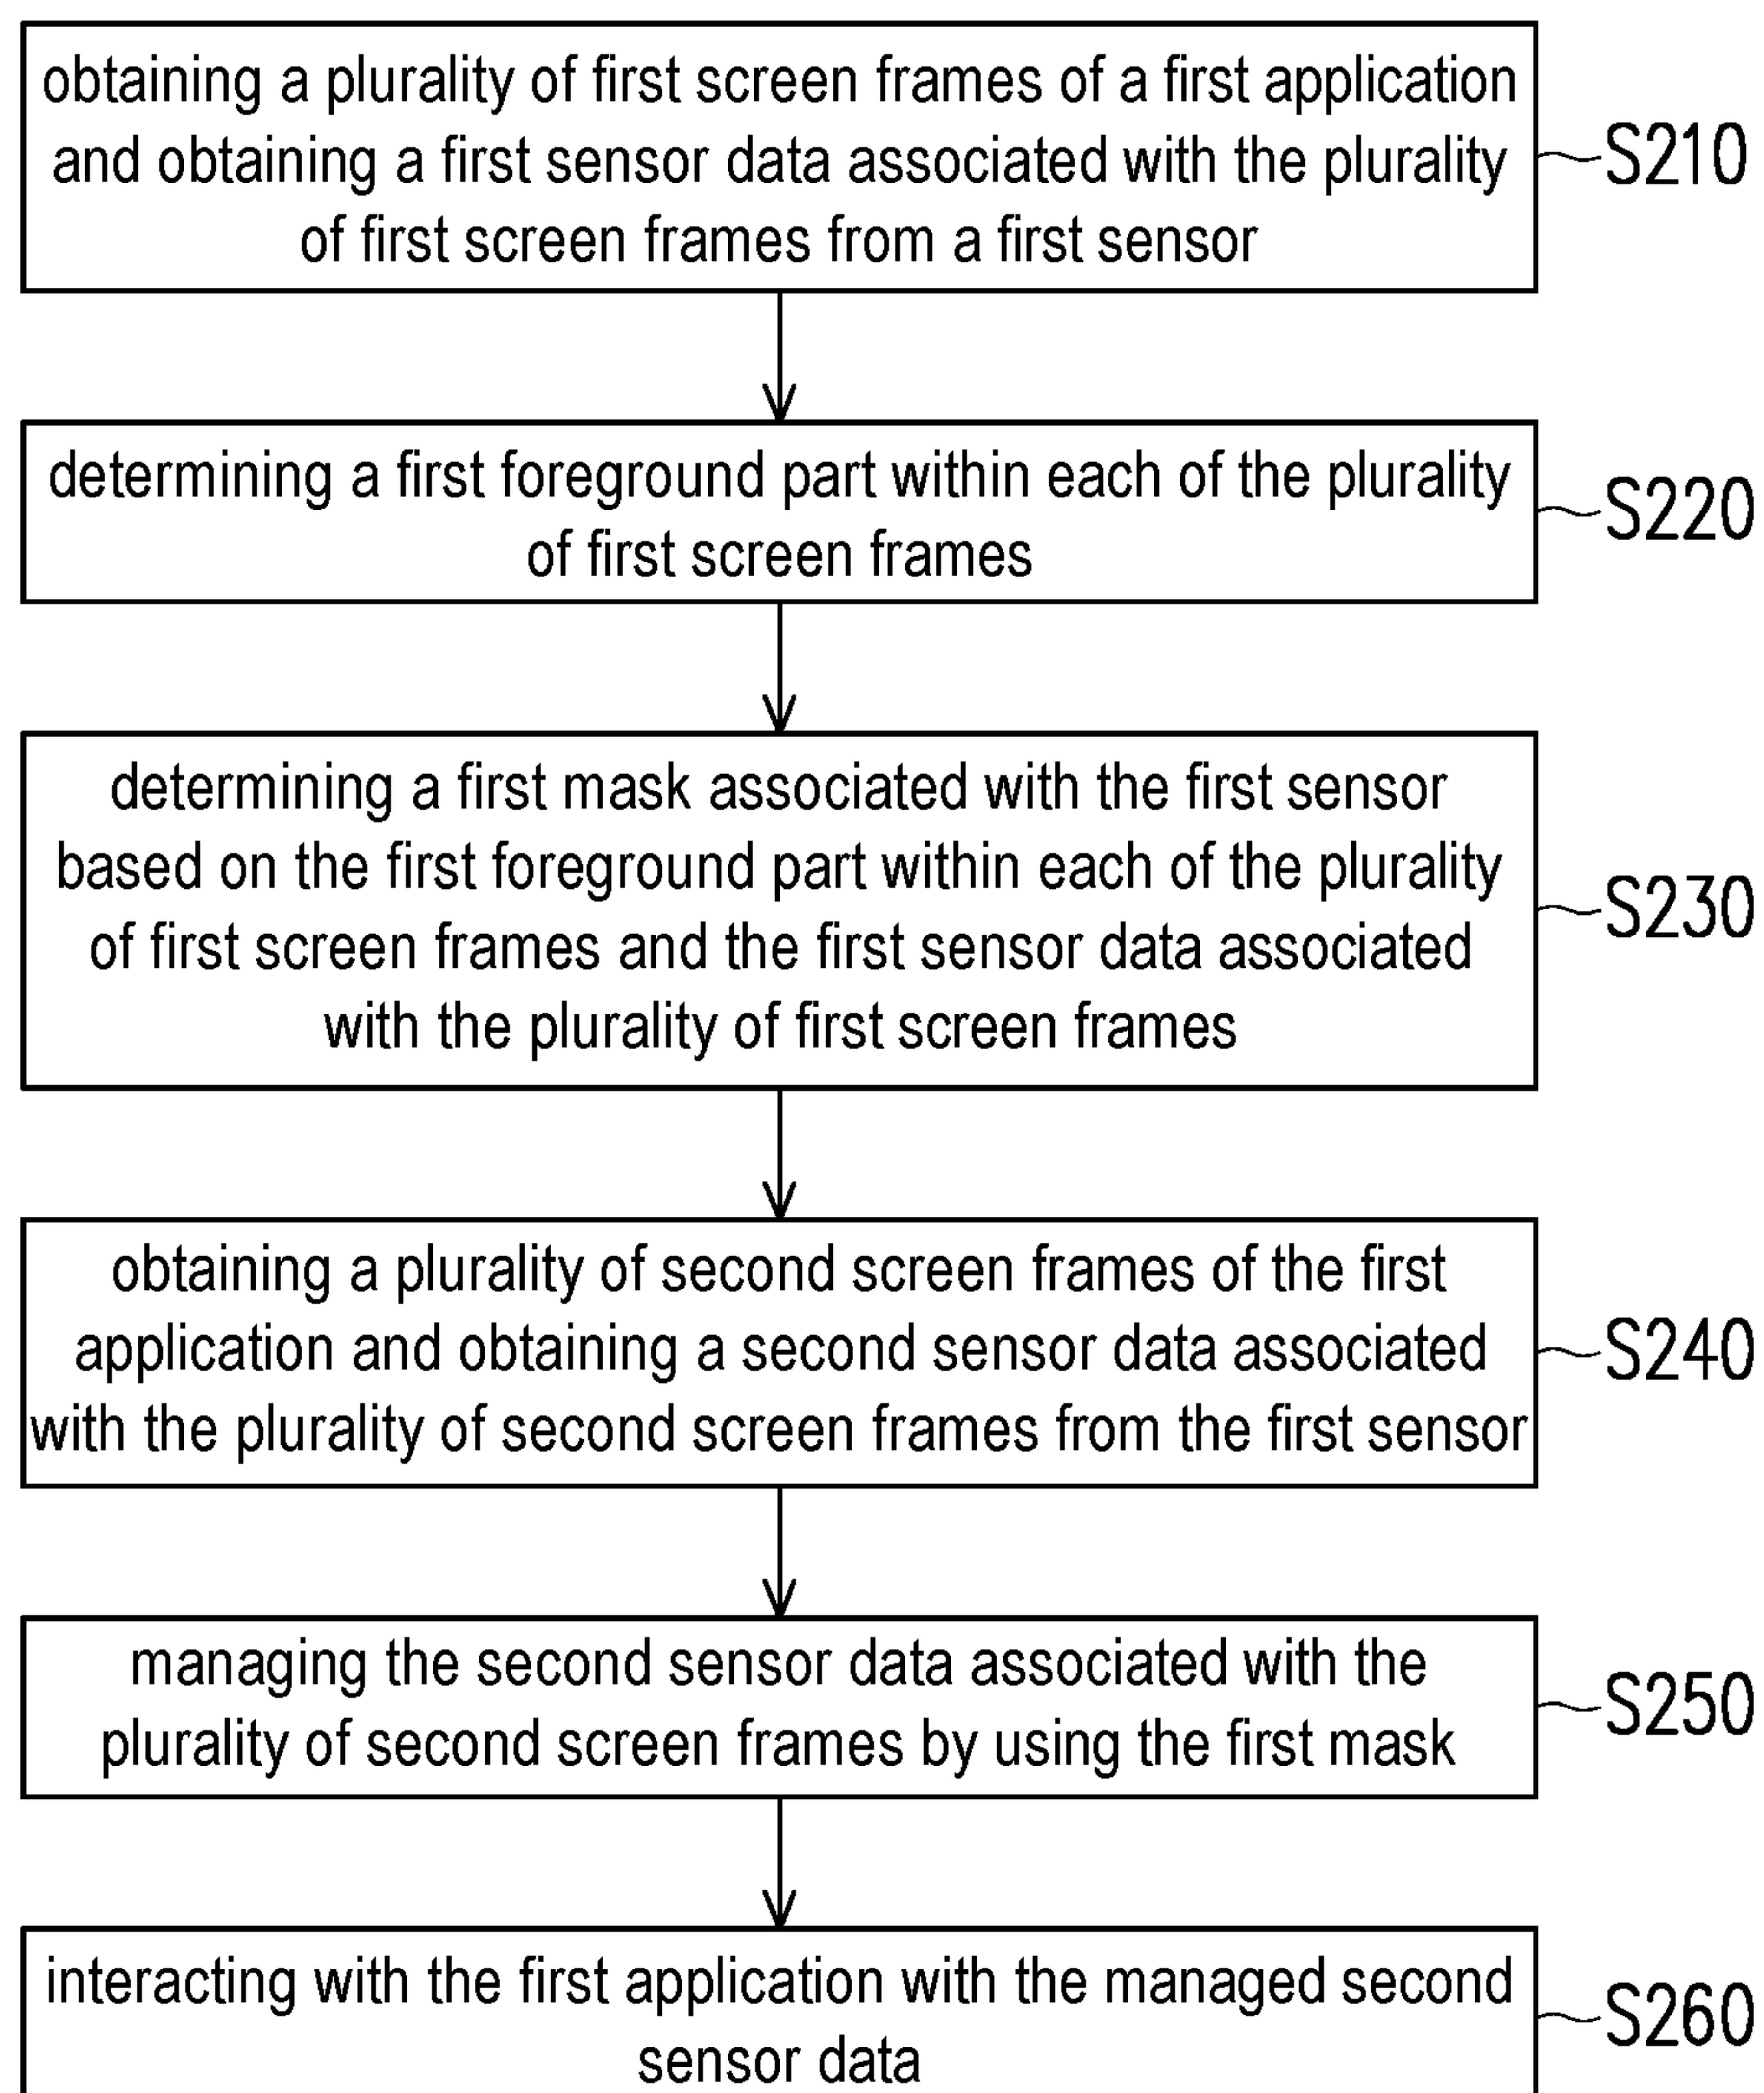 obtaining a plurality of first screen frames of a first application
and obtaining a first sensor data associated with the plurality
of first screen frames from a first sensor
S210
determining a first foreground part within each of the plurality
of first screen frames
S220
determining a first mask associated with the first sensor
based on the first foreground part within each of the plurality
of first screen frames and the first sensor data associated
with the plurality of first screen frames
S230
obtaining a plurality of second screen frames of the first
application and obtaining a second sensor data associated
with the plurality of second screen frames from the first sensor
S240
managing the second sensor data associated with the
plurality of second screen frames by using the first mask
S250
interacting with the first application with the managed second
sensor data
S260